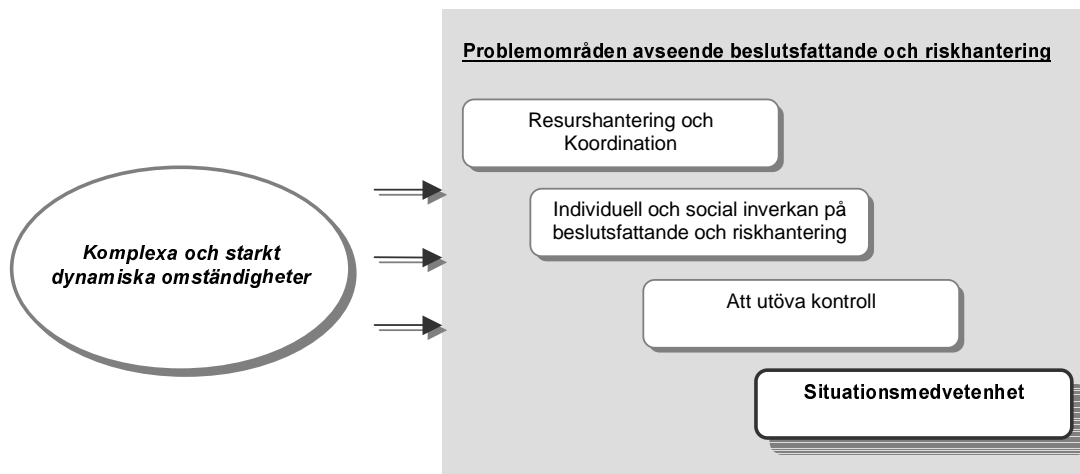 Problemområden avseende beslutsfattande och riskhantering
Resurshantering och
Koordination
Individuell och social inverkan på
beslutsfattande och riskhantering
Komplexa och starkt
dynamiska omständigheter
Att utöva kontroll
Situationsmedvetenhet